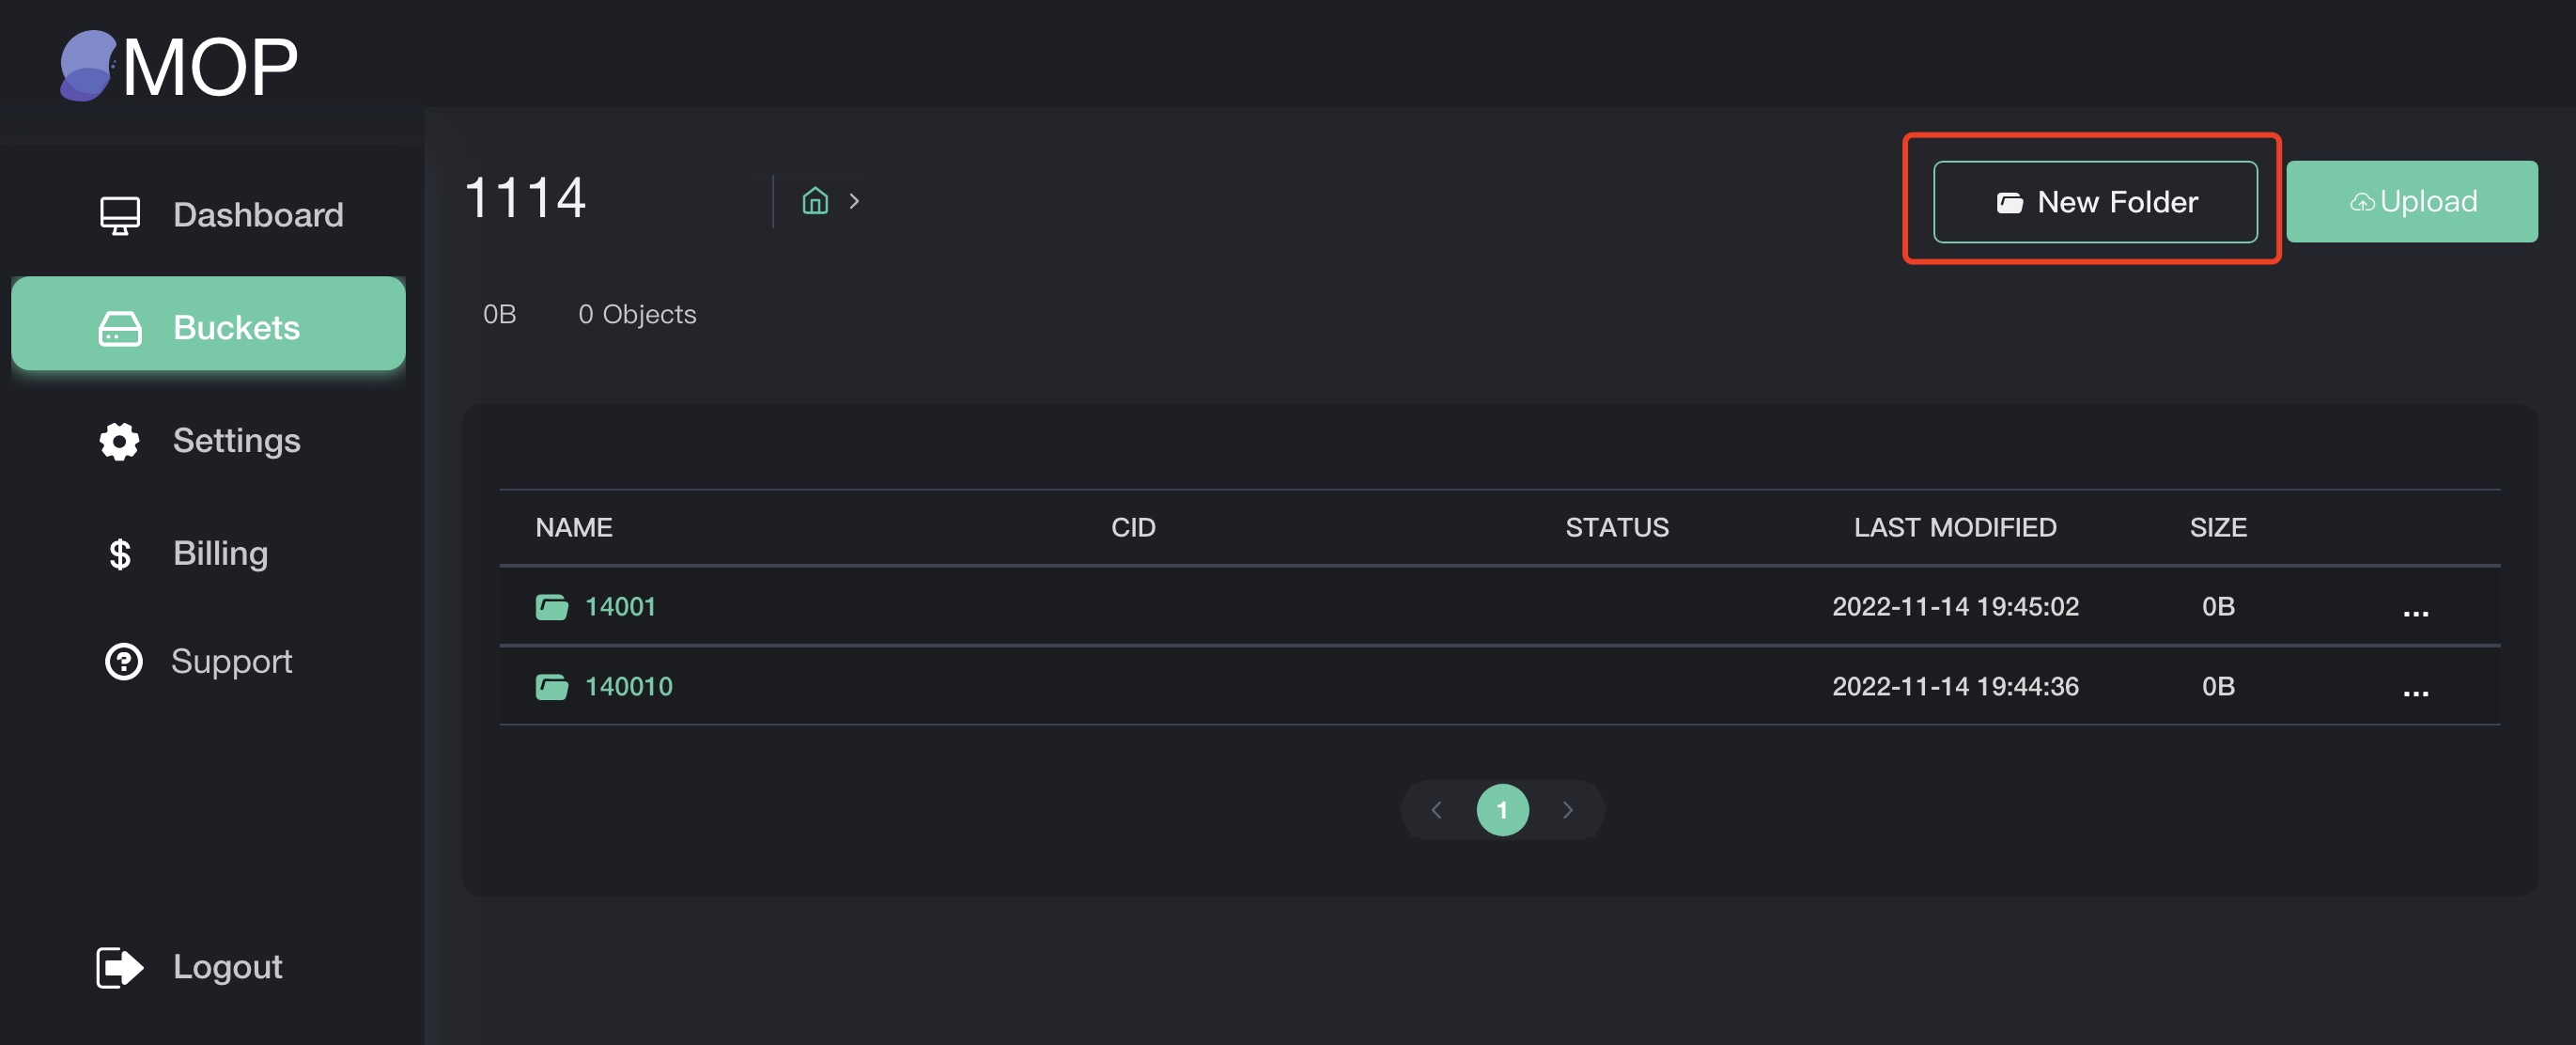 MOP
Dashboard
Buckets
Settings
Billing
Support
Logout
1114
New Folder
Upload
0B 0 Objects
NAME CID STATUS LAST MODIFIED SIZE
14001 2022-11-14 19:45:02 0B ...
140010 2022-11-14 19:44:36 0B ...
1